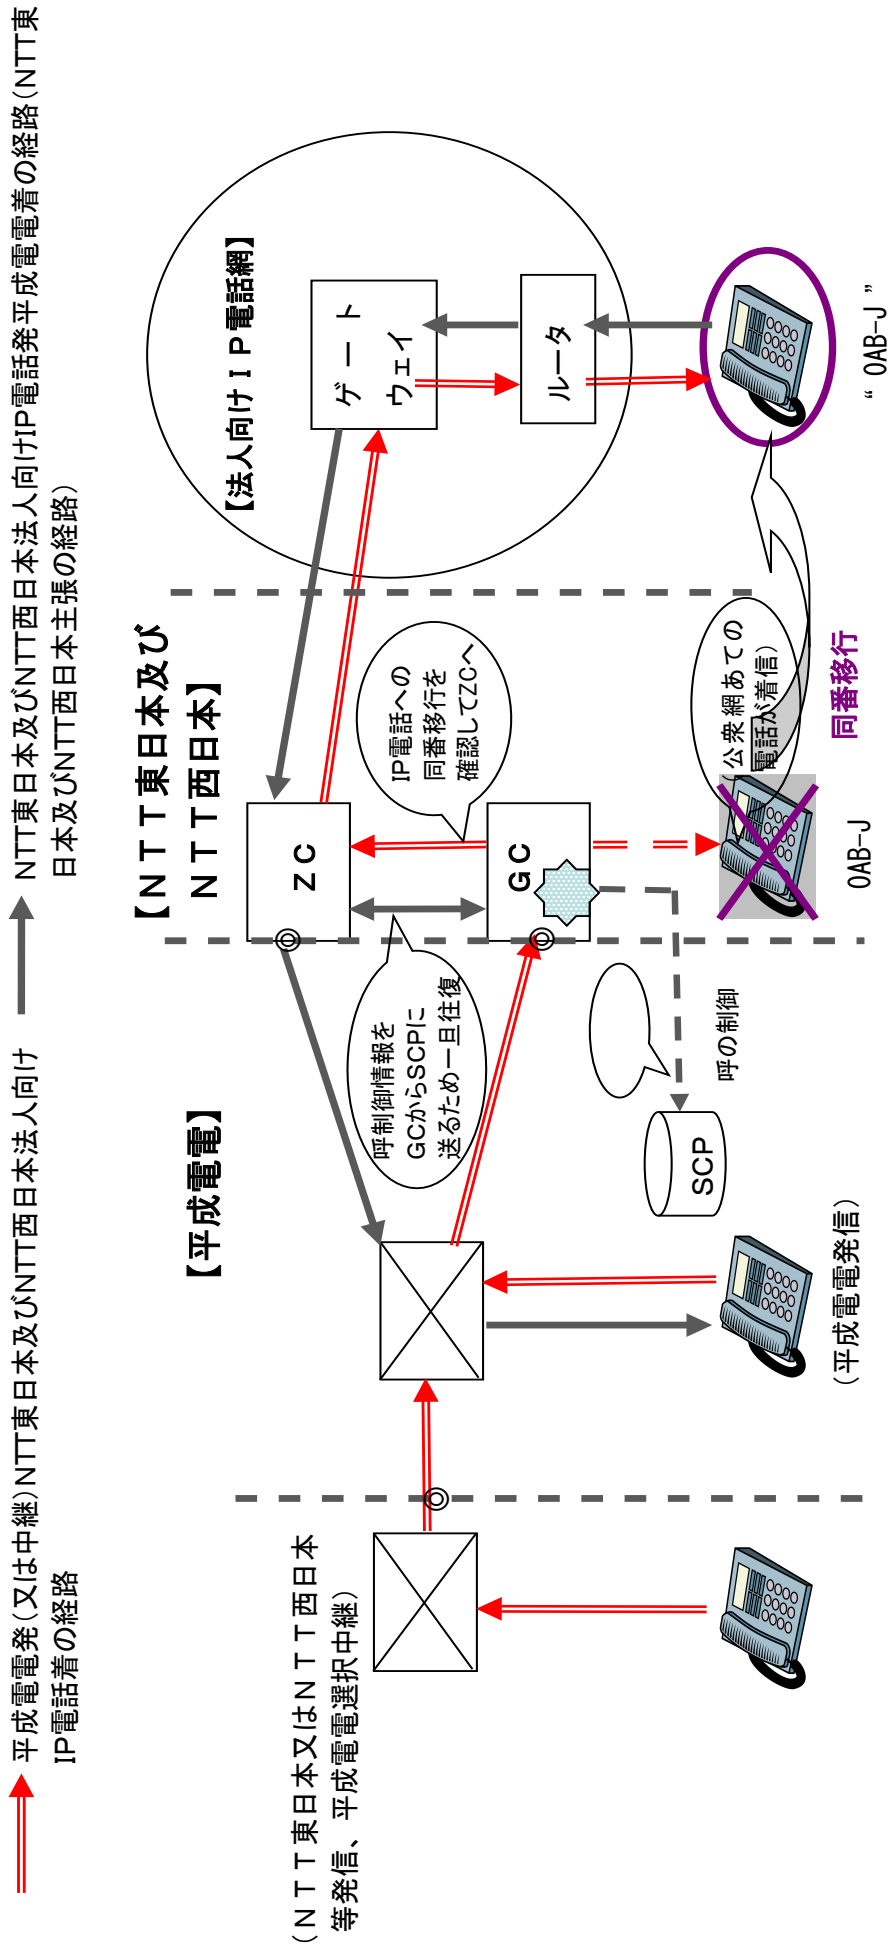 平成電電発（又は中継）ＮＴＴ東日本及びＮＴＴ西日本法人向け
IP電話着の経路
ＮＴＴ東日本及びＮＴＴ西日本法人向けIP電話発平成電電着の経路（ＮＴＴ東
日本及びＮＴＴ西日本主張の経路）
（ＮＴＴ東日本又はＮＴＴ西日本
等発信、平成電電選択中継）
【平成電電】
【ＮＴＴ東日本及び
ＮＴＴ西日本】
【法人向けＩＰ電話網】
呼制御情報を
GCからSCPに
送るため一旦往復
ＺＣ
ＧＣ
IP電話への
同番移行を
確認してZCへ
ゲート
ウェイ
ルータ
SCP
呼の制御
（公衆網あての
電話が着信）
（平成電電発信）
0AB-J
同番移行
“ 0AB-J ”